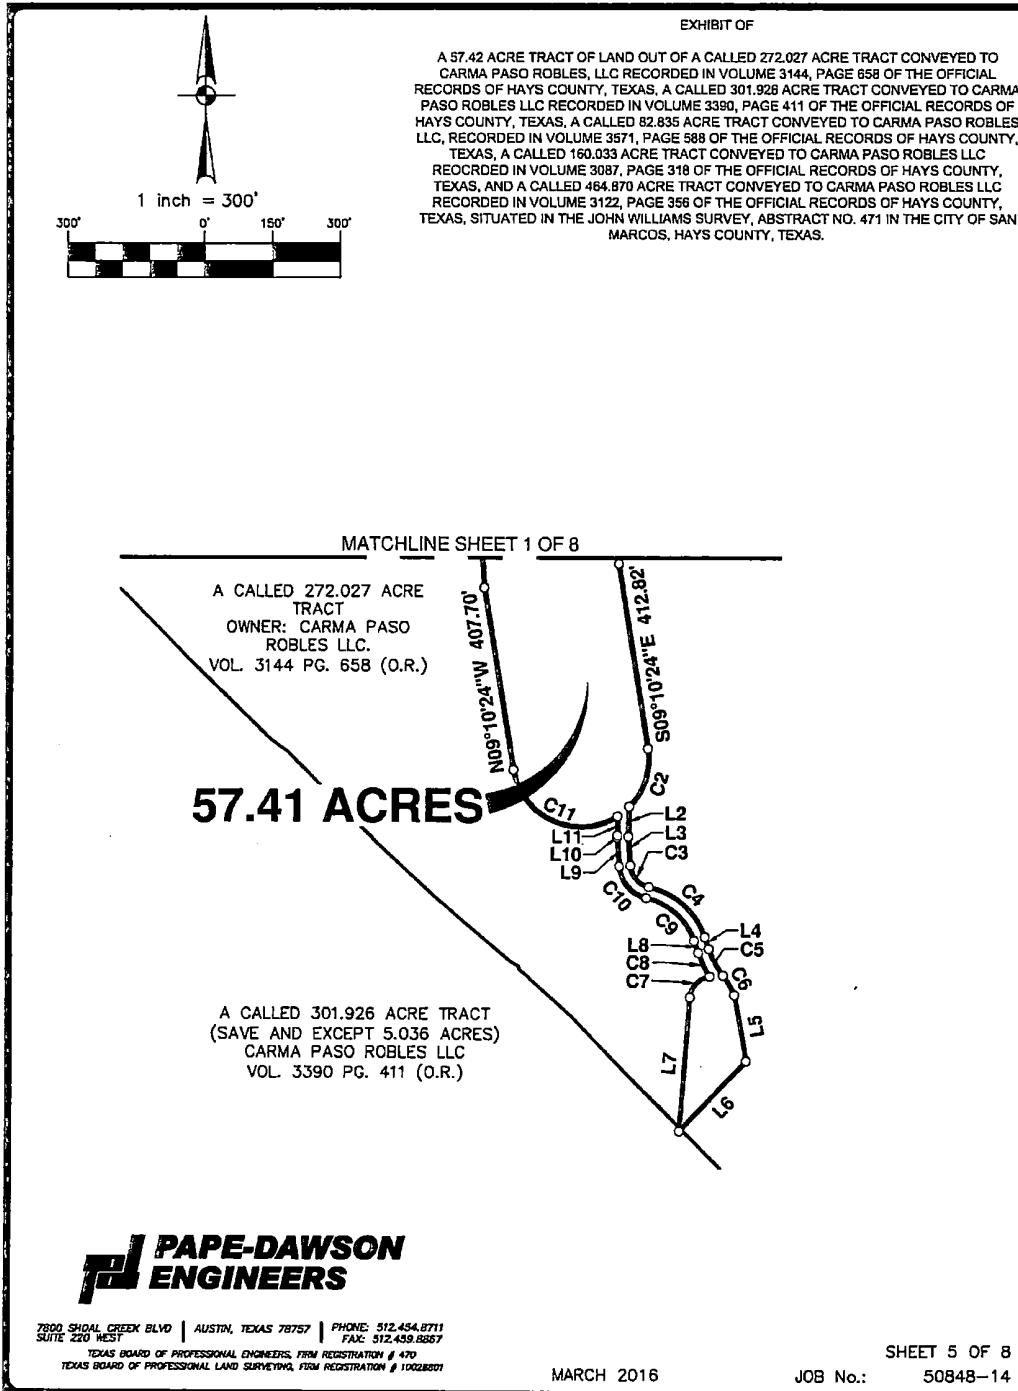 EXHIBIT OF
A 57.42 ACRE TRACT OF LAND OUT OF A CALLED 272.027 ACRE TRACT CONVEYED TO
CARMA PASO ROBLES, LLC RECORDED IN VOLUME 3144, PAGE 658 OF THE OFFICIAL
RECORDS OF HAYS COUNTY, TEXAS, A CALLED 301.926 ACRE TRACT CONVEYED TO CARMA
PASO ROBLES LLC RECORDED IN VOLUME 3390, PAGE 411 OF THE OFFICIAL RECORDS OF
HAYS COUNTY, TEXAS, A CALLED 82.835 ACRE TRACT CONVEYED TO CARMA PASO ROBLES
LLC, RECORDED IN VOLUME 3571, PAGE 588 OF THE OFFICIAL RECORDS OF HAYS COUNTY,
TEXAS, A CALLED 160.033 ACRE TRACT CONVEYED TO CARMA PASO ROBLES LLC
REOCRDED IN VOLUME 3087, PAGE 318 OF THE OFFICIAL RECORDS OF HAYS COUNTY,
TEXAS, AND A CALLED 464.870 ACRE TRACT CONVEYED TO CARMA PASO ROBLES LLC
RECORDED IN VOLUME 3122, PAGE 356 OF THE OFFICIAL RECORDS OF HAYS COUNTY,
TEXAS, SITUATED IN THE JOHN WILLIAMS SURVEY, ABSTRACT NO. 471 IN THE CITY OF SAN
MARCOS, HAYS COUNTY, TEXAS.
1 inch = 300'
300' 0' 150' 300'
MATCHLINE SHEET 1 OF 8
A CALLED 272.027 ACRE
TRACT
OWNER: CARMA PASO
ROBLES LLC.
VOL. 3144 PG. 658 (O.R.)
N09°10'24"W 407.70'
S09°10'24"E 412.82'
57.41 ACRES
C2
C11
L2
L11
L3
L10
C3
L9
C10
C4
C9
L4
L8
C5
C8
C6
C7
L5
L7
L6
A CALLED 301.926 ACRE TRACT
(SAVE AND EXCEPT 5.036 ACRES)
CARMA PASO ROBLES LLC
VOL. 3390 PG. 411 (O.R.)
PAPE-DAWSON
ENGINEERS
7800 SHOAL CREEK BLVD | AUSTIN, TEXAS 78757 | PHONE: 512.454.8711
SUITE 220 WEST FAX: 512.459.8867
TEXAS BOARD OF PROFESSIONAL ENGINEERS, FIRM REGISTRATION # 470
TEXAS BOARD OF PROFESSIONAL LAND SURVEYING, FIRM REGISTRATION # 10028801
MARCH 2016
SHEET 5 OF 8
JOB No.: 50848-14